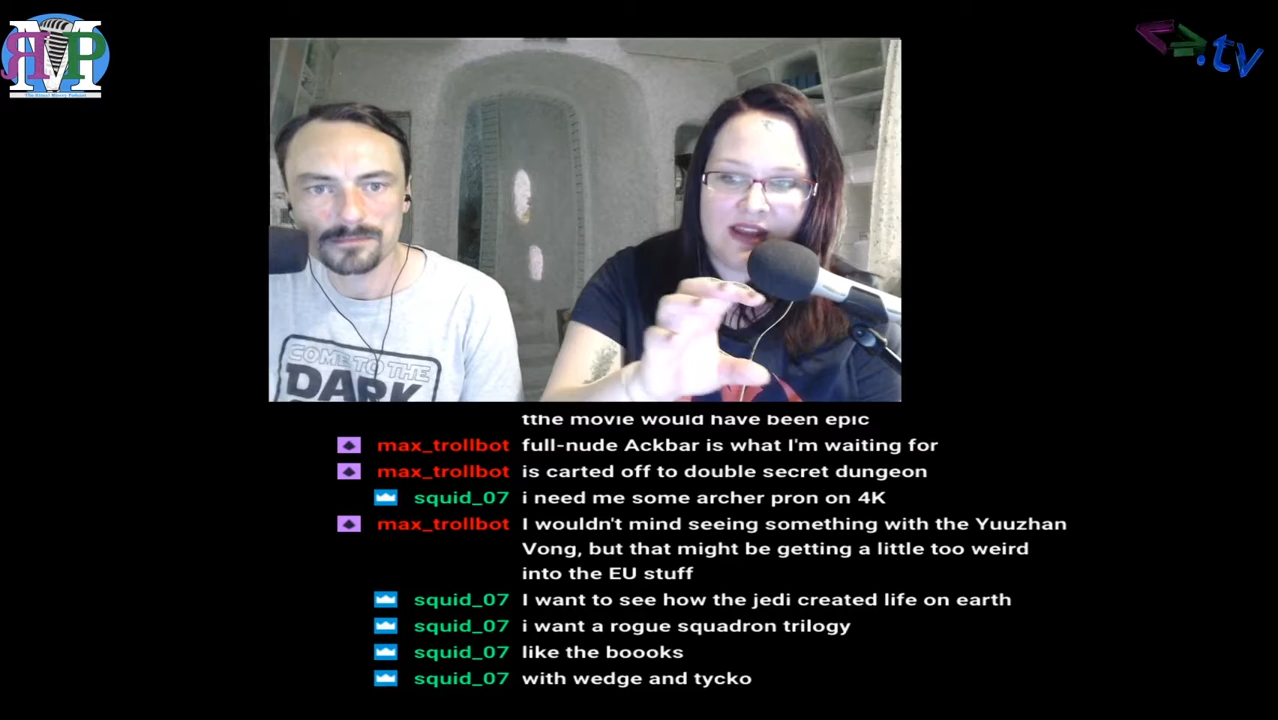 RMP
.tv
COME TO THE
DARK
tthe movie would have been epic
max_trollbot full-nude Ackbar is what I'm waiting for
max_trollbot is carted off to double secret dungeon
squid_07 i need me some archer pron on 4K
max_trollbot I wouldn't mind seeing something with the Yuuzhan
Vong, but that might be getting a little too weird
into the EU stuff
squid_07 I want to see how the jedi created life on earth
squid_07 i want a rogue squadron trilogy
squid_07 like the boooks
squid_07 with wedge and tycko